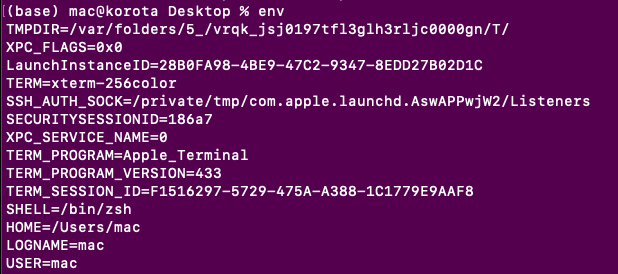 (base) mac@korota Desktop % env
TMPDIR=/var/folders/5_/vrqk_jsj0197tfl3glh3rljc0000gn/T/
XPC_FLAGS=0x0
LaunchInstanceID=28B0FA98-4BE9-47C2-9347-8EDD27B02D1C
TERM=xterm-256color
SSH_AUTH_SOCK=/private/tmp/com.apple.launchd.AswAPPwjW2/Listeners
SECURITYSESSIONID=186a7
XPC_SERVICE_NAME=0
TERM_PROGRAM=Apple_Terminal
TERM_PROGRAM_VERSION=433
TERM_SESSION_ID=F1516297-5729-475A-A388-1C1779E9AAF8
SHELL=/bin/zsh
HOME=/Users/mac
LOGNAME=mac
USER=mac